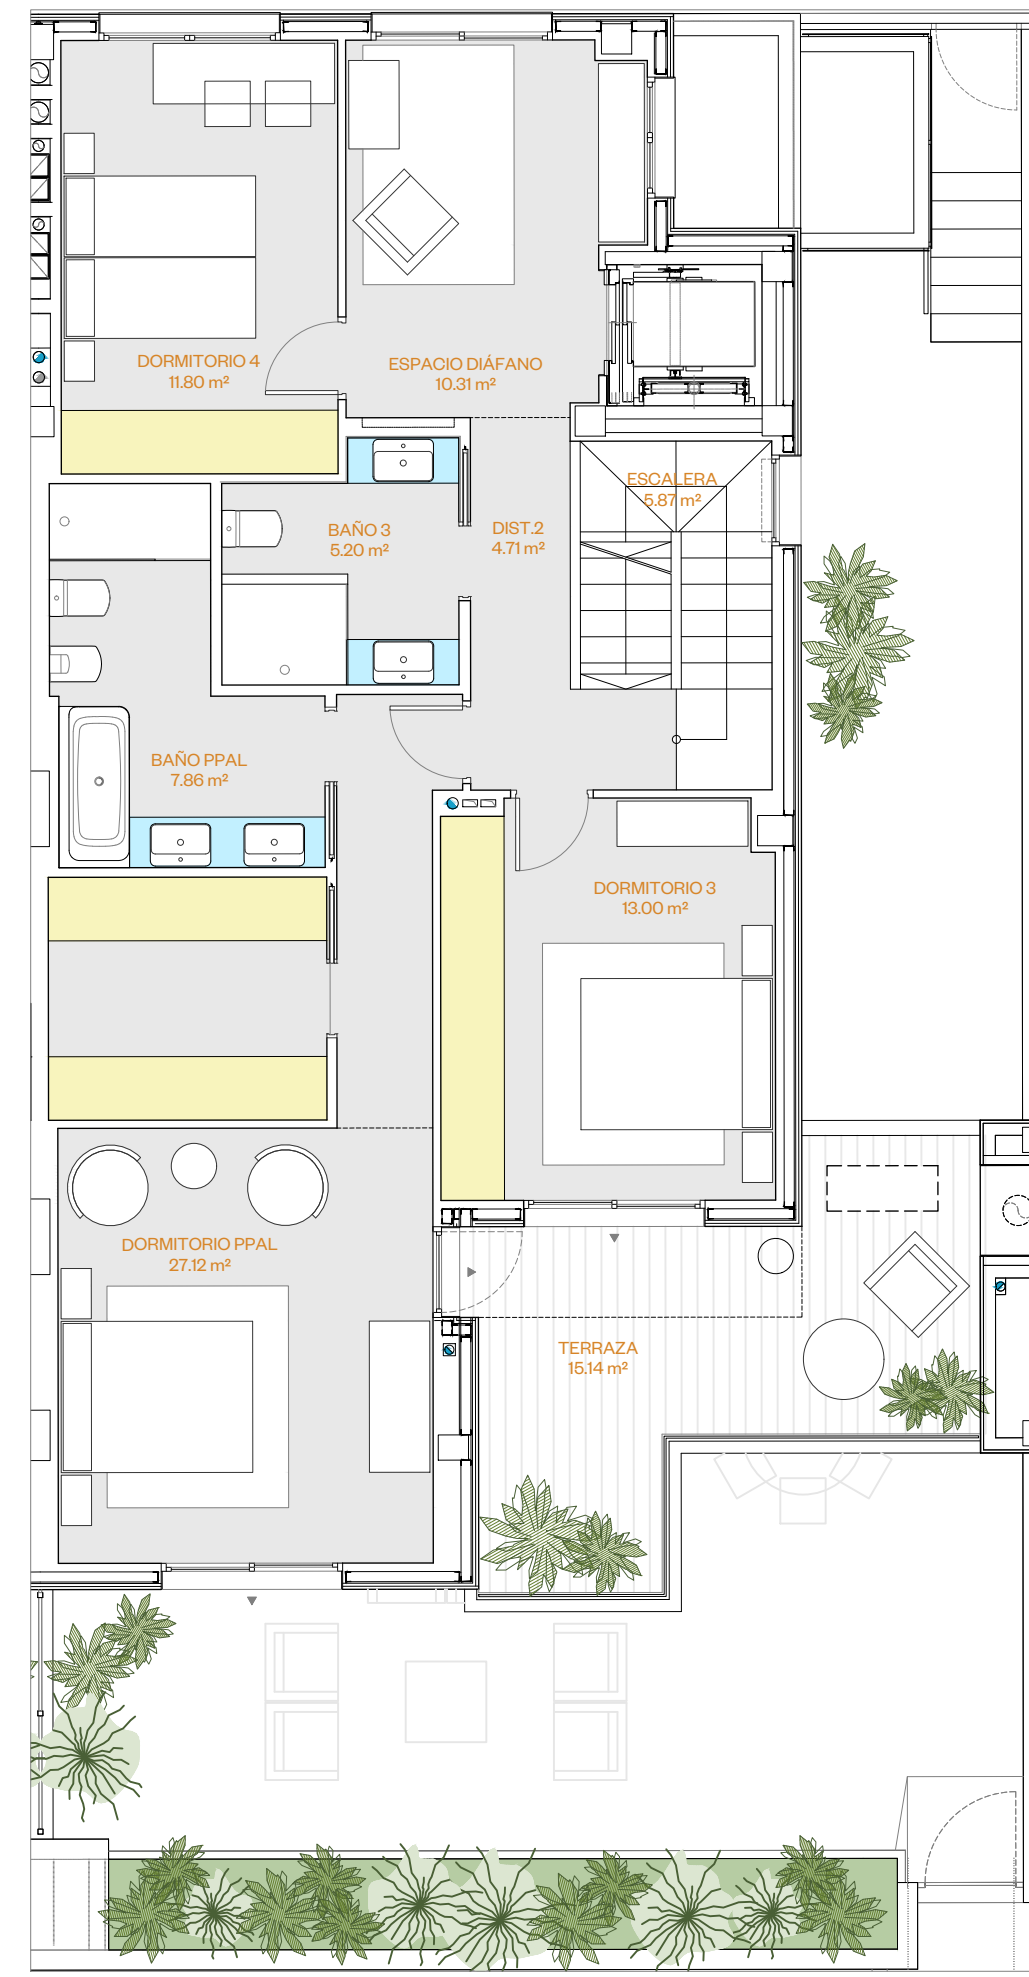 DORMITORIO 4
11.80 m²
ESPACIO DIÁFANO
10.31 m²
ESCALERA
5.87 m²
BAÑO 3
5.20 m²
DIST.2
4.71 m²
BAÑO PPAL
7.86 m²
DORMITORIO 3
13.00 m²
DORMITORIO PPAL
27.12 m²
TERRAZA
15.14 m²